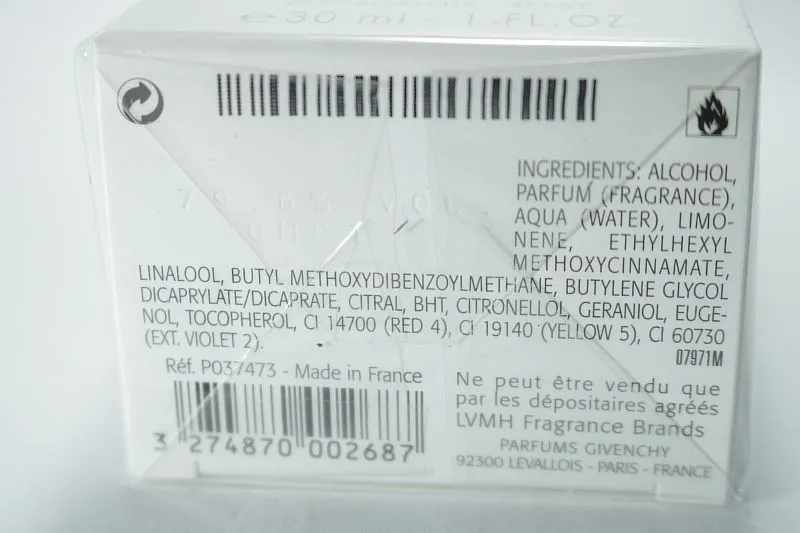 ℮ 30 ml - 1.FL.OZ
INGREDIENTS: ALCOHOL,
PARFUM (FRAGRANCE),
AQUA (WATER), LIMO-
NENE, ETHYLHEXYL
METHOXYCINNAMATE,
LINALOOL, BUTYL METHOXYDIBENZOYLMETHANE, BUTYLENE GLYCOL
DICAPRYLATE/DICAPRATE, CITRAL, BHT, CITRONELLOL, GERANIOL, EUGE-
NOL, TOCOPHEROL, CI 14700 (RED 4), CI 19140 (YELLOW 5), CI 60730
(EXT. VIOLET 2).
07971M
Réf. P037473 - Made in France
3 274870 002687
Ne peut être vendu que
par les dépositaires agréés
LVMH Fragrance Brands
PARFUMS GIVENCHY
92300 LEVALLOIS - PARIS - FRANCE